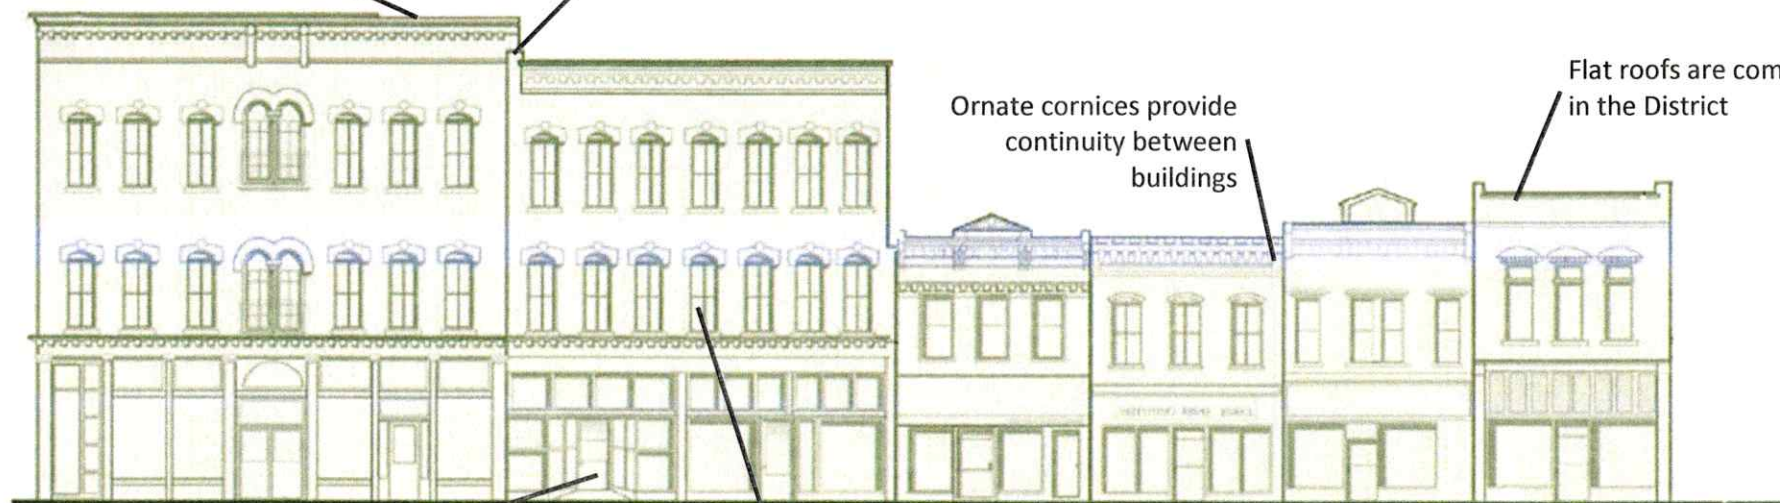 Flat roofs are com
in the District
Ornate cornices provide
continuity between
buildings